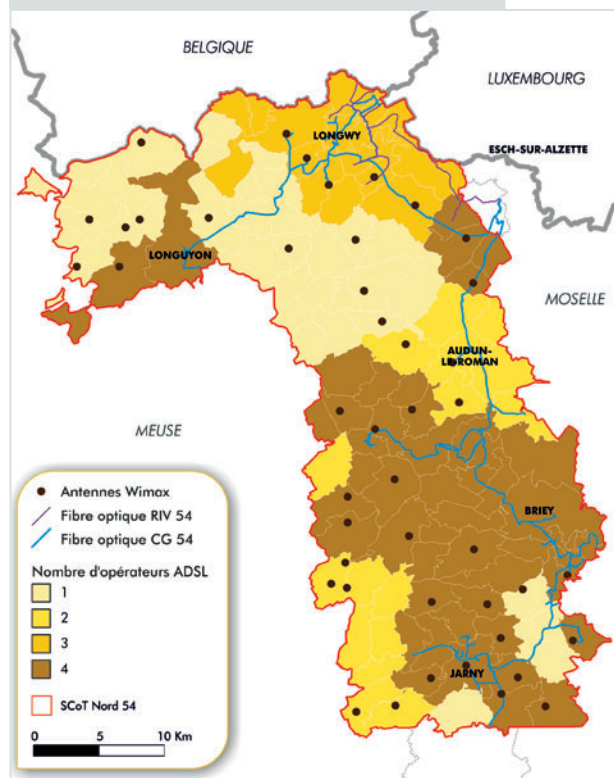 BELGIQUE
LUXEMBOURG
LONGWY
ESCH-SUR-ALZETTE
LONGUYON
MOSELLE
AUDUN-
LE-ROMAN
MEUSE
BRIEY
JARNY
Antennes Wimax
Fibre optique RIV 54
Fibre optique CG 54
Nombre d'opérateurs ADSL
1
2
3
4
SCoT Nord 54
0 5 10 Km